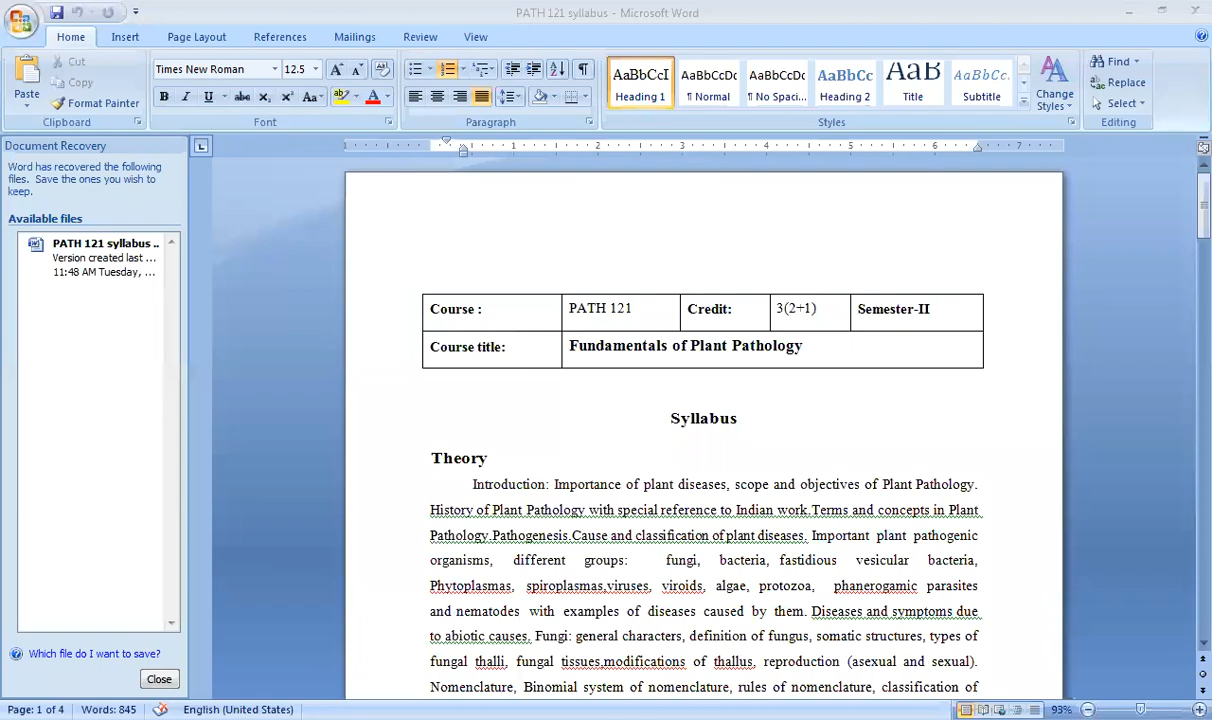 PATH 121 syllabus - Microsoft Word
Home Insert Page Layout References Mailings Review View
Paste
Cut
Copy
Format Painter
Clipboard
Times New Roman 12.5
B I U abc X₂ X² Aa
Font
Paragraph
AaBbCcI AaBbCcDc AaBbCcDc AaBbCc AaB AaBbCc.
Heading 1 ¶ Normal ¶ No Spaci... Heading 2 Title Subtitle
Change Styles
Styles
Find
Replace
Select
Editing
Document Recovery
Word has recovered the following
files. Save the ones you wish to
keep.
Available files
PATH 121 syllabus ..
Version created last ...
11:48 AM Tuesday, ...
Which file do I want to save?
Close
1 2 3 4 5 6 7
Course : PATH 121 Credit: 3(2+1) Semester-II
Course title: Fundamentals of Plant Pathology
Syllabus
Theory
Introduction: Importance of plant diseases, scope and objectives of Plant Pathology.
History of Plant Pathology with special reference to Indian work.Terms and concepts in Plant
Pathology.Pathogenesis.Cause and classification of plant diseases. Important plant pathogenic
organisms, different groups: fungi, bacteria, fastidious vesicular bacteria,
Phytoplasmas, spiroplasmas,viruses, viroids, algae, protozoa, phanerogamic parasites
and nematodes with examples of diseases caused by them. Diseases and symptoms due
to abiotic causes. Fungi: general characters, definition of fungus, somatic structures, types of
fungal thalli, fungal tissues,modifications of thallus, reproduction (asexual and sexual).
Nomenclature, Binomial system of nomenclature, rules of nomenclature, classification of
Page: 1 of 4 Words: 845 English (United States) 93%